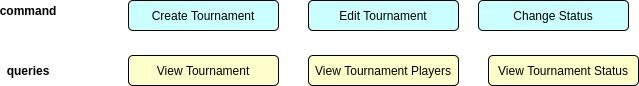 command
Create Tournament
Edit Tournament
Change Status
queries
View Tournament
View Tournament Players
View Tournament Status